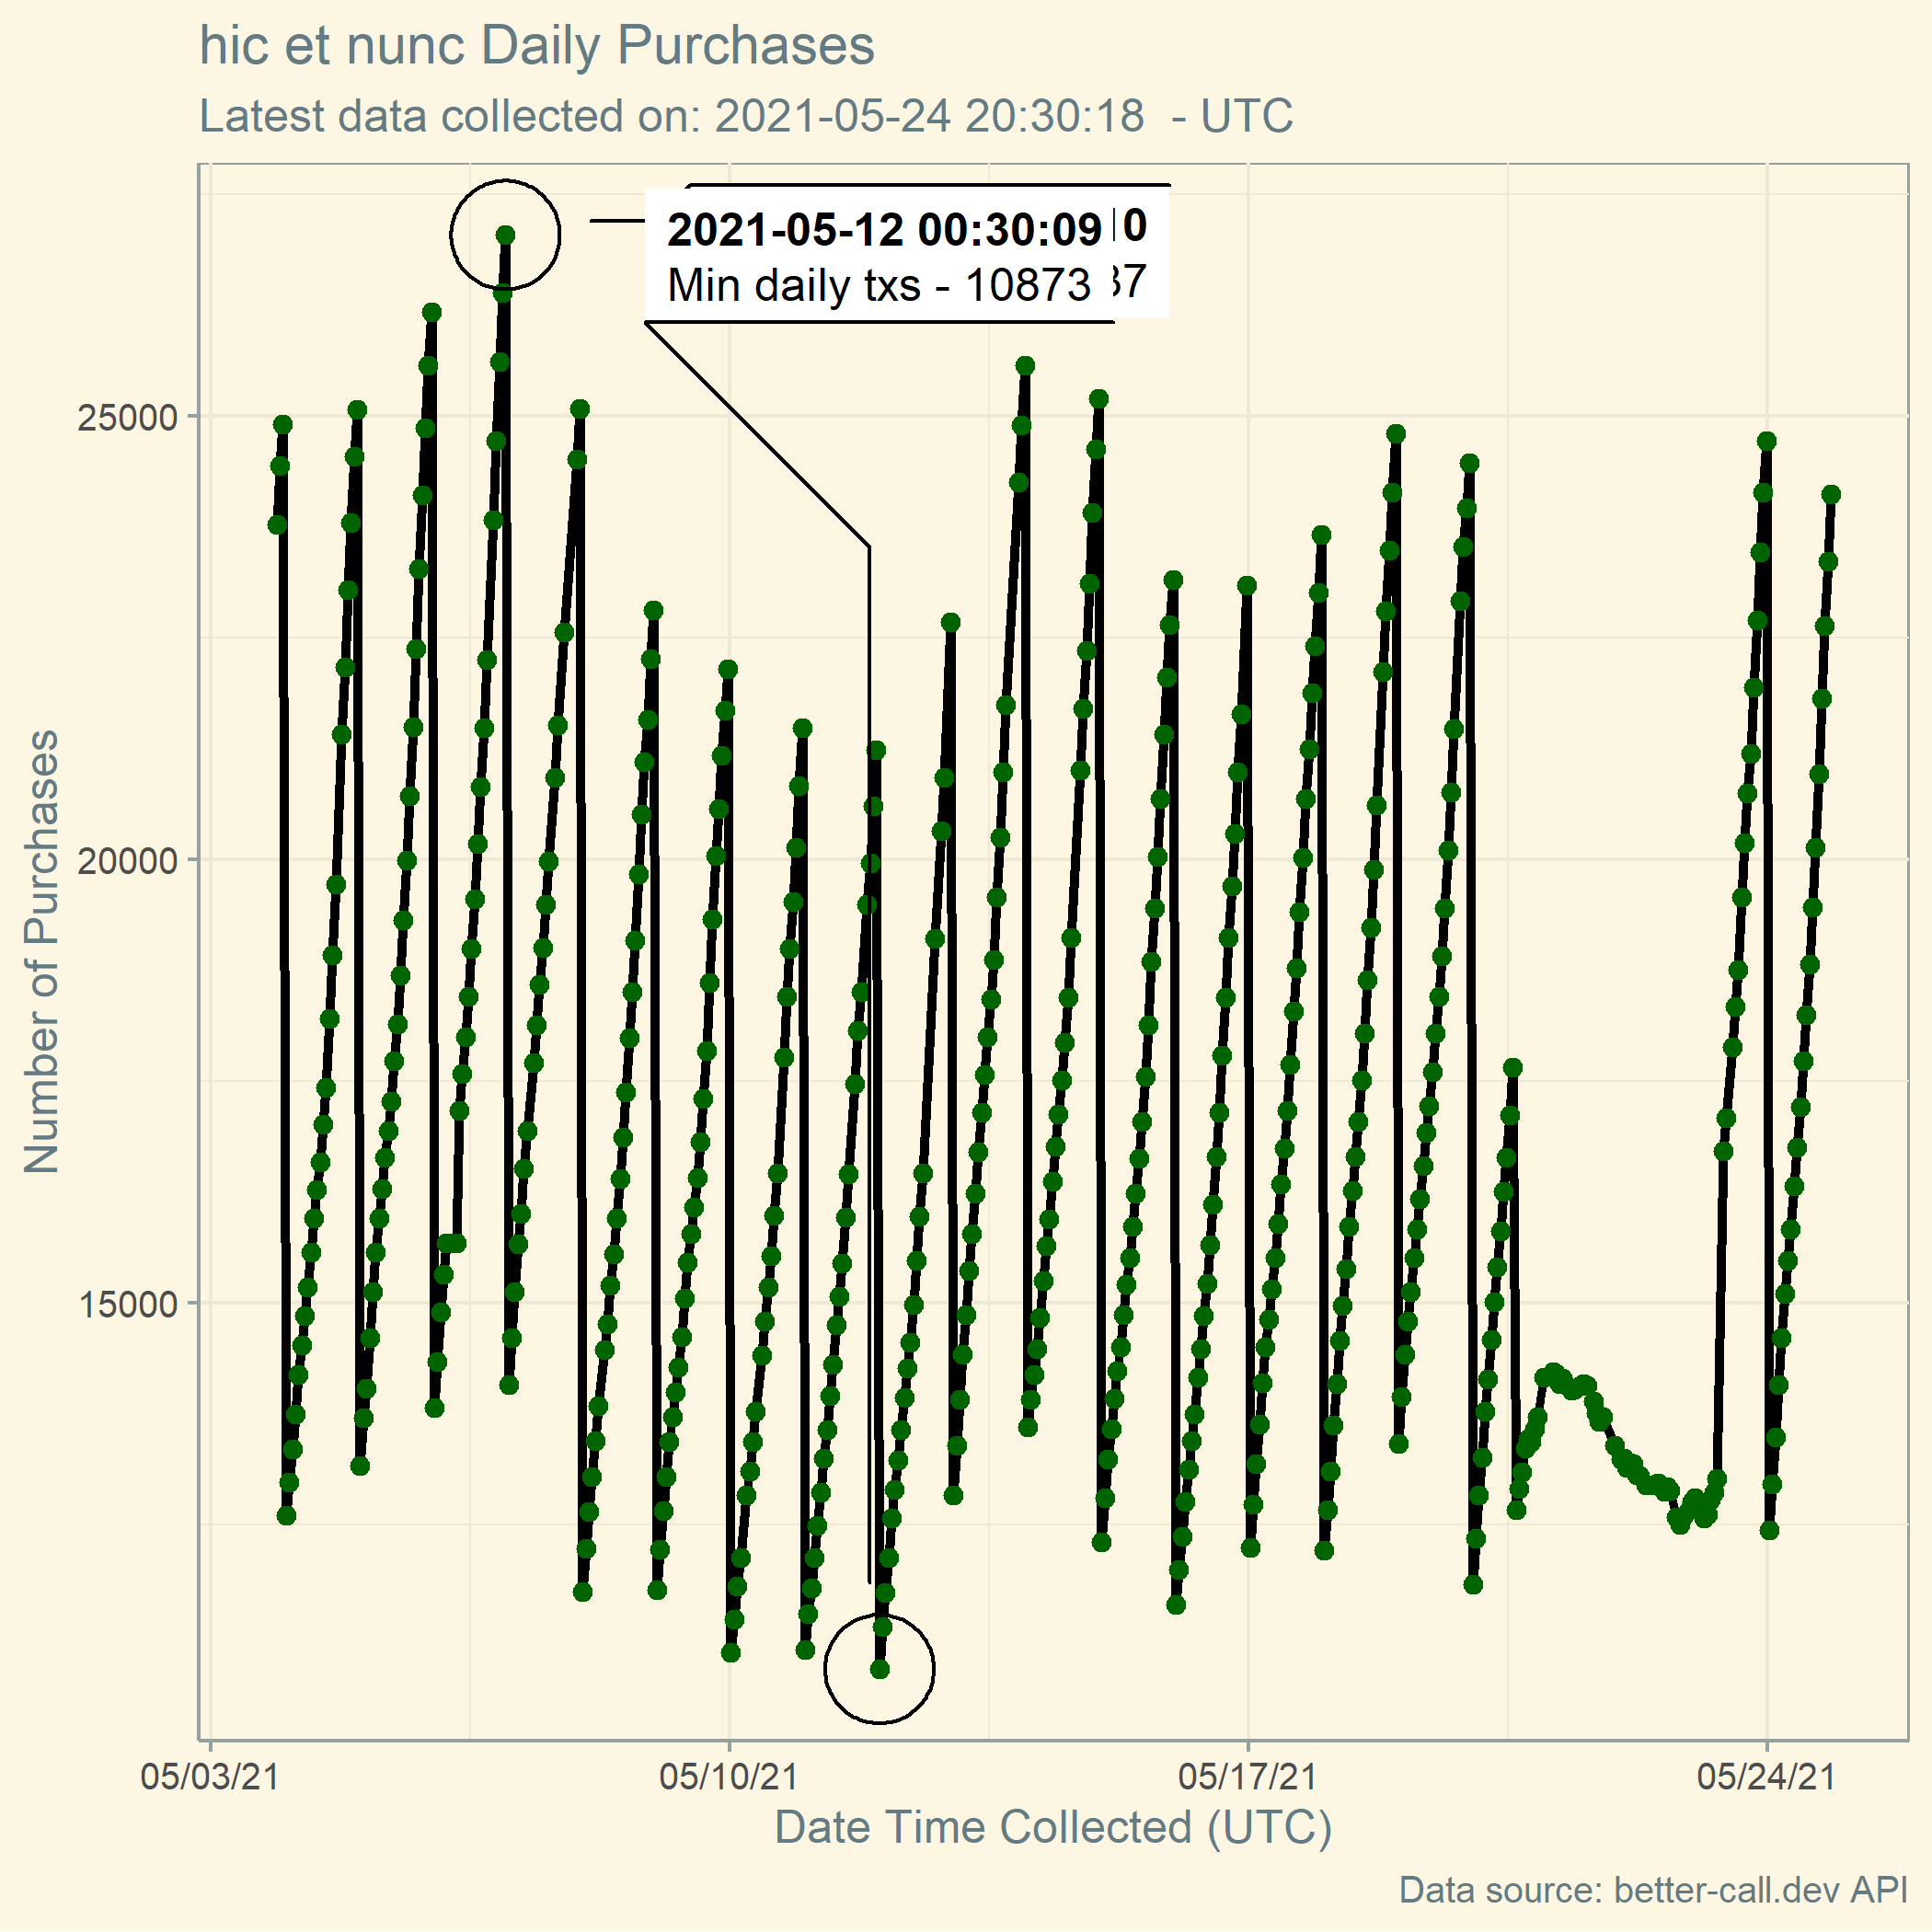 hic et nunc Daily Purchases
Latest data collected on: 2021-05-24 20:30:18 - UTC
2021-05-12 00:30:09
Min daily txs - 10873
Number of Purchases
25000
20000
15000
05/03/21
05/10/21
05/17/21
05/24/21
Date Time Collected (UTC)
Data source: better-call.dev API